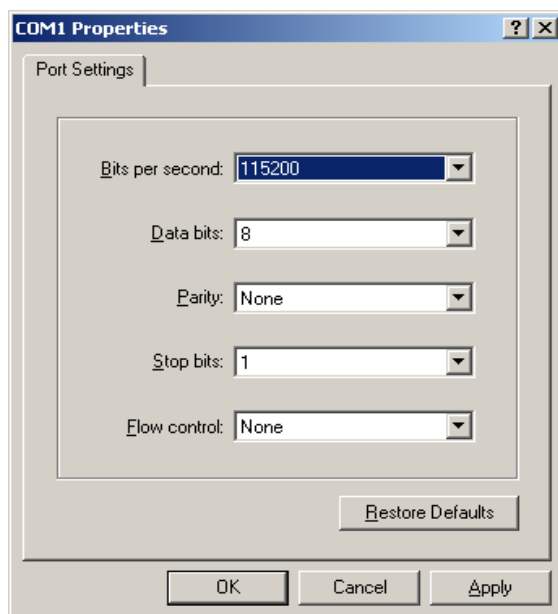 COM1 Properties
Port Settings
Bits per second: 115200
Data bits: 8
Parity: None
Stop bits: 1
Flow control: None
Restore Defaults
OK Cancel Apply